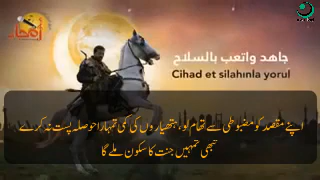 جاهد واتعب بالسلاح
Cihad et silahınla yorul
اپنے مقصد کو مضبوطی سے تھام لو، ہتھیاروں کی کمی تمہارا حوصلہ پست نہ کرے
تبھی تمہیں جنت کا سکون ملے گا